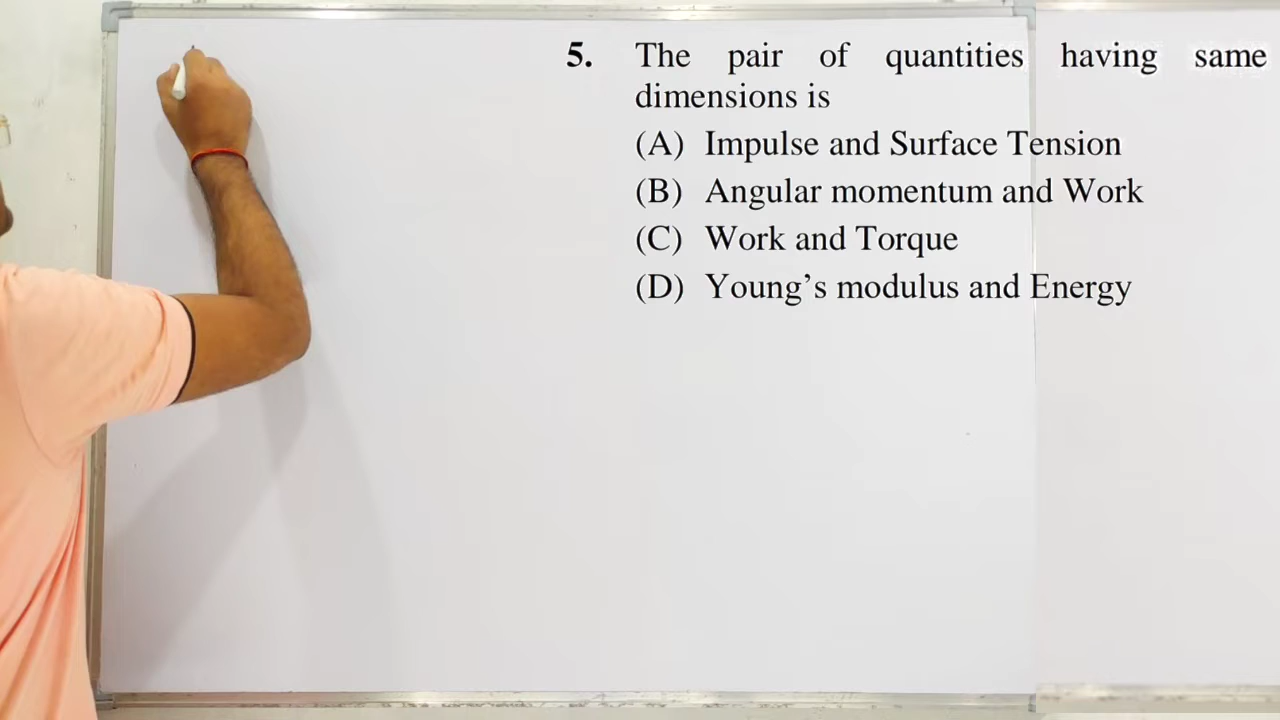 5. The pair of quantities having same
dimensions is
(A) Impulse and Surface Tension
(B) Angular momentum and Work
(C) Work and Torque
(D) Young’s modulus and Energy